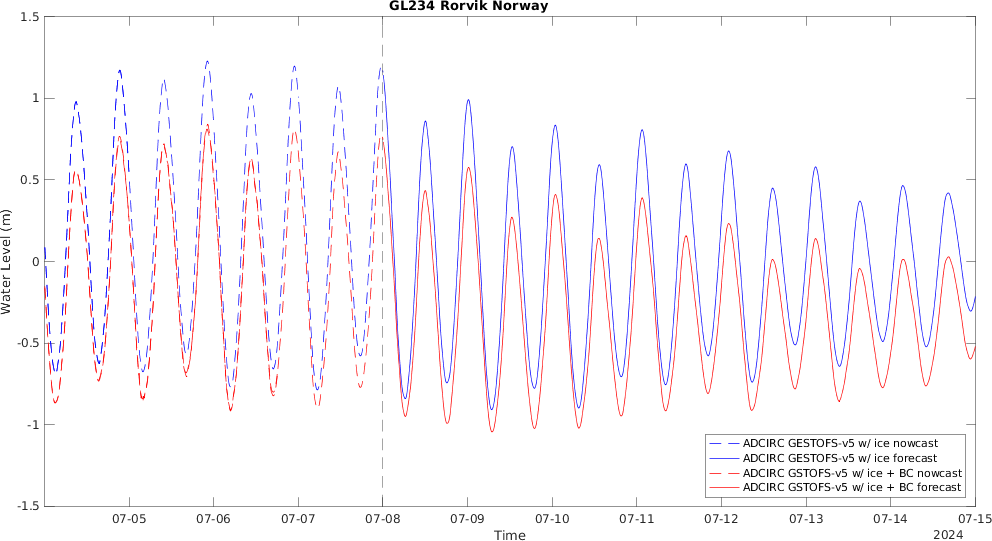 GL234 Rorvik Norway
Water Level (m)
1.5
1
0.5
0
-0.5
-1
-1.5
ADCIRC GESTOFS-v5 w/ ice nowcast
ADCIRC GESTOFS-v5 w/ ice forecast
ADCIRC GSTOFS-v5 w/ ice + BC nowcast
ADCIRC GSTOFS-v5 w/ ice + BC forecast
07-05 07-06 07-07 07-08 07-09 07-10 07-11 07-12 07-13 07-14 07-15
Time
2024